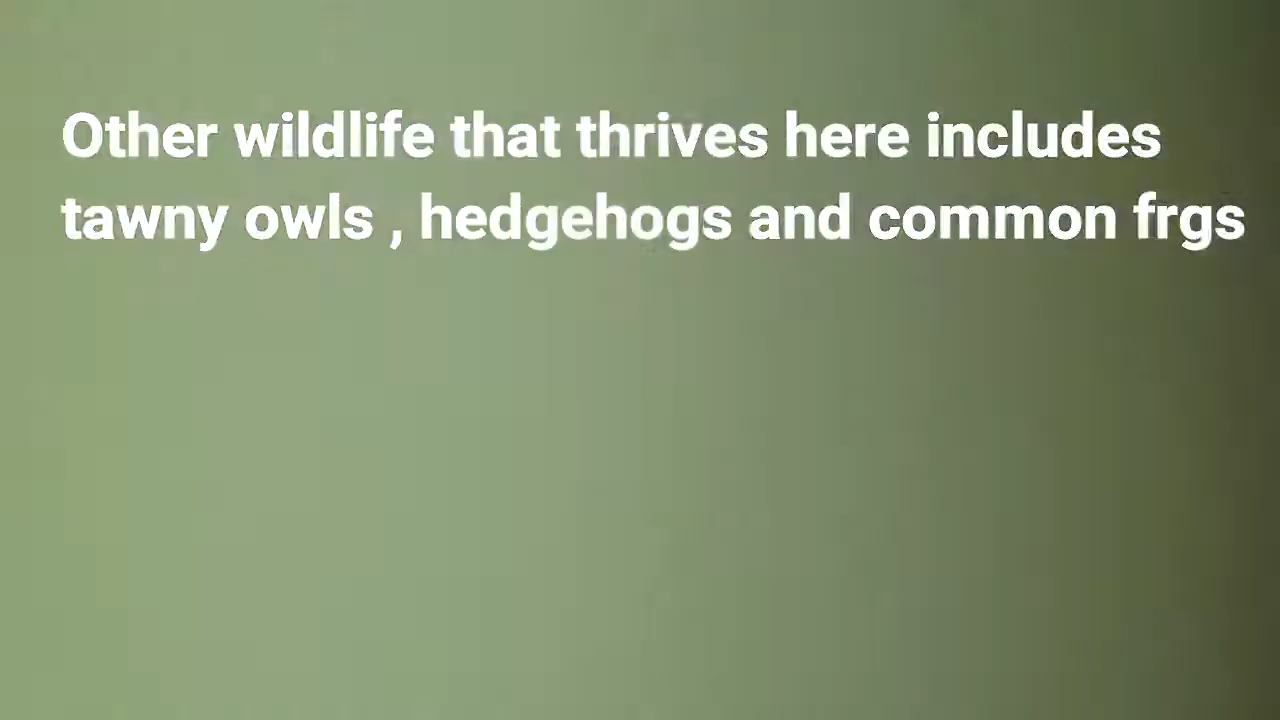 Other wildlife that thrives here includes
tawny owls , hedgehogs and common frgs